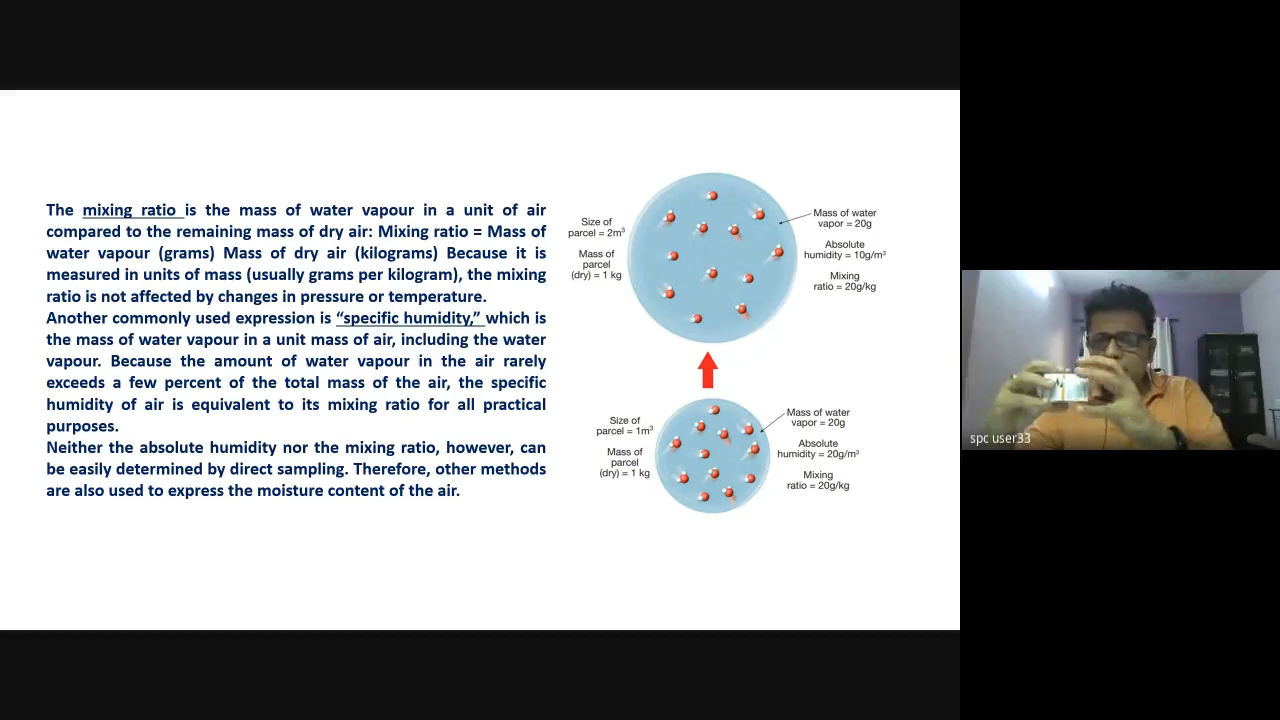 The mixing ratio is the mass of water vapour in a unit of air
compared to the remaining mass of dry air: Mixing ratio = Mass of
water vapour (grams) Mass of dry air (kilograms) Because it is
measured in units of mass (usually grams per kilogram), the mixing
ratio is not affected by changes in pressure or temperature.
Another commonly used expression is “specific humidity,” which is
the mass of water vapour in a unit mass of air, including the water
vapour. Because the amount of water vapour in the air rarely
exceeds a few percent of the total mass of the air, the specific
humidity of air is equivalent to its mixing ratio for all practical
purposes.
Neither the absolute humidity nor the mixing ratio, however, can
be easily determined by direct sampling. Therefore, other methods
are also used to express the moisture content of the air.
Size of
parcel = 2m³
Mass of
parcel
(dry) = 1 kg
Mass of water
vapor = 20g
Absolute
humidity = 10g/m³
Mixing
ratio = 20g/kg
Size of
parcel = 1m³
Mass of
parcel
(dry) = 1 kg
Mass of water
vapor = 20g
Absolute
humidity = 20g/m³
Mixing
ratio = 20g/kg
spc user33